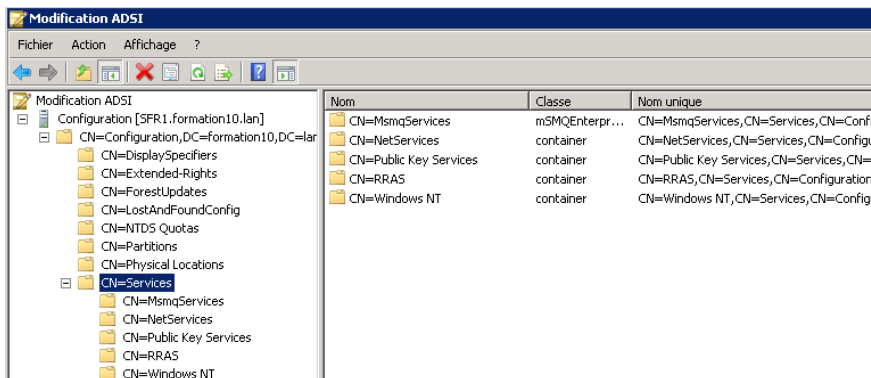 Modification ADSI
Fichier Action Affichage ?
Modification ADSI
Configuration [SFR1.formation10.lan]
CN=Configuration,DC=formation10,DC=lar
CN=DisplaySpecifiers
CN=Extended-Rights
CN=ForestUpdates
CN=LostAndFoundConfig
CN=NTDS Quotas
CN=Partitions
CN=Physical Locations
CN=Services
CN=MsmqServices
CN=NetServices
CN=Public Key Services
CN=RRAS
CN=Windows NT
Nom Classe Nom unique
CN=MsmqServices mSMQEnterpr... CN=MsmqServices,CN=Services,CN=Conf
CN=NetServices container CN=NetServices,CN=Services,CN=Configu
CN=Public Key Services container CN=Public Key Services,CN=Services,CN=
CN=RRAS container CN=RRAS,CN=Services,CN=Configuration
CN=Windows NT container CN=Windows NT,CN=Services,CN=Config